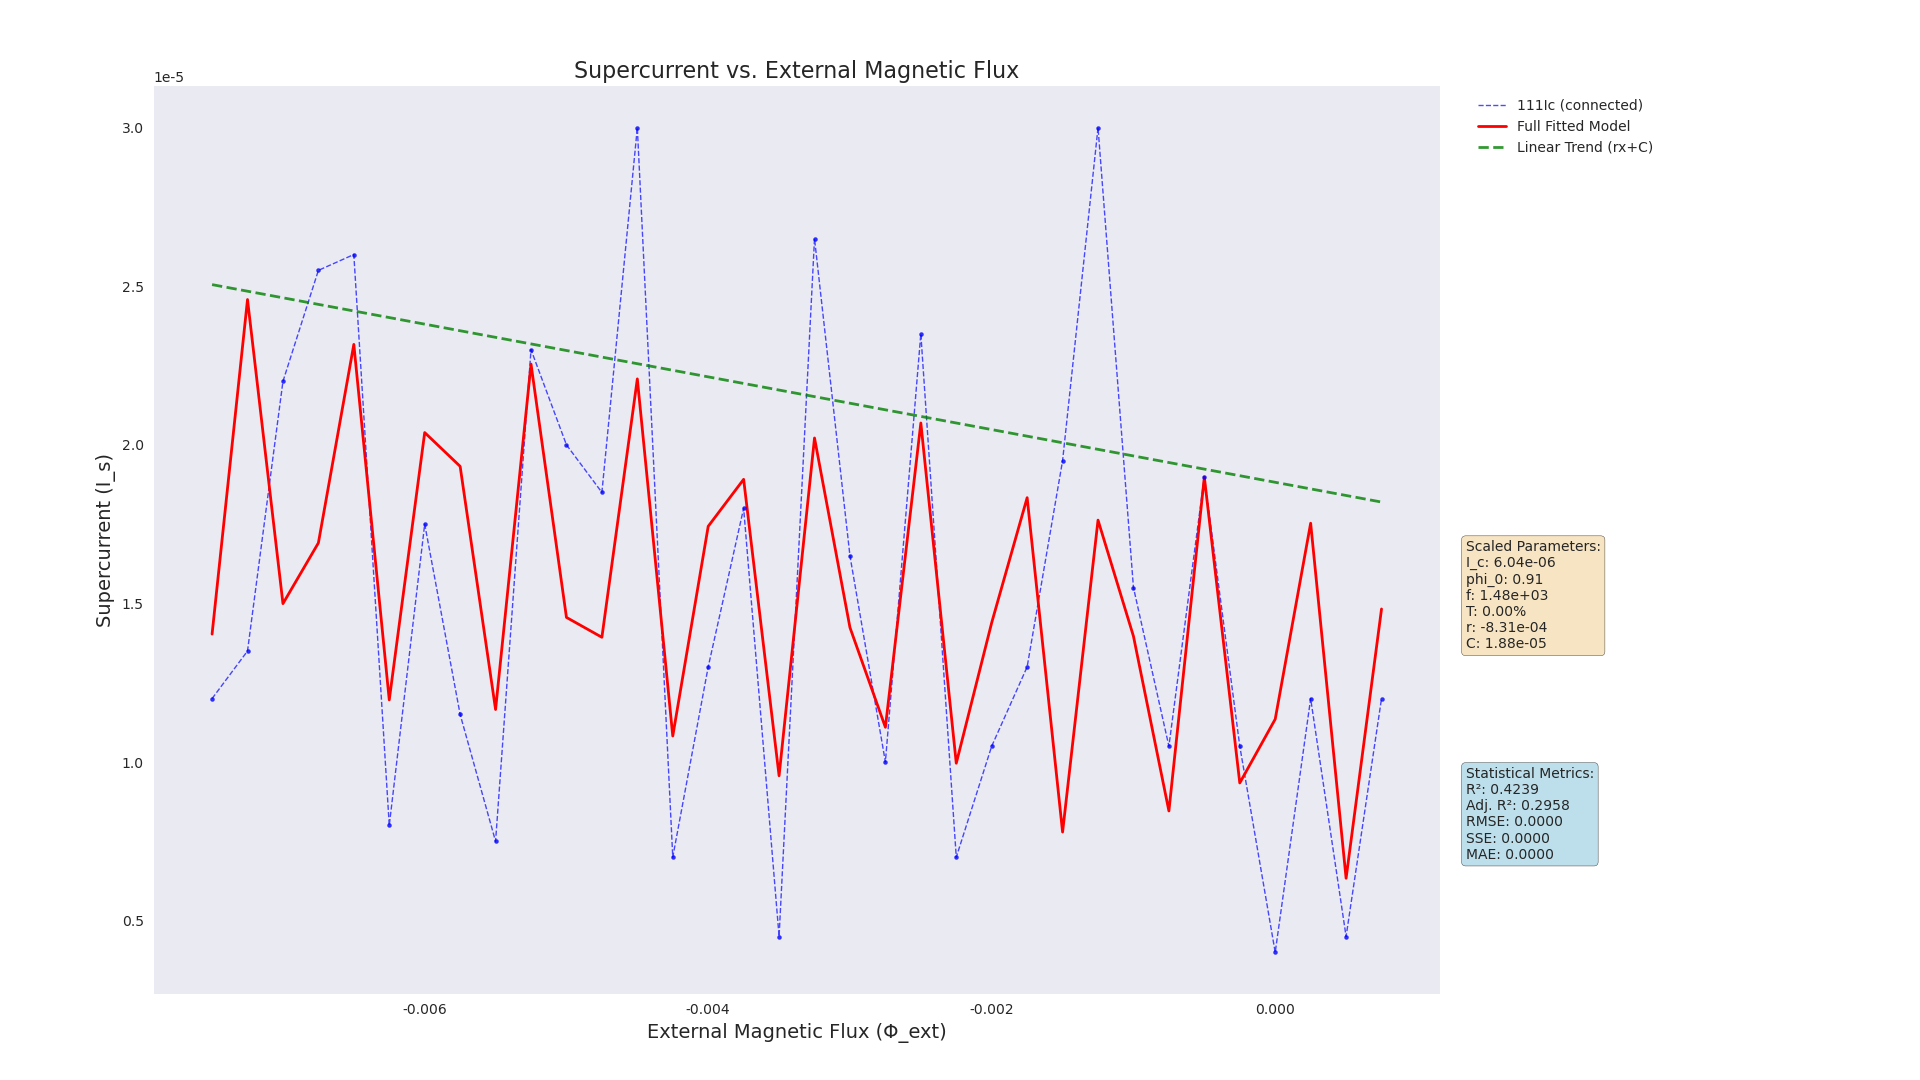 Supercurrent vs. External Magnetic Flux
1e-5
3.0
2.5
2.0
1.5
1.0
0.5
Supercurrent (I_s)
-0.006
-0.004
-0.002
0.000
External Magnetic Flux (Φ_ext)
111Ic (connected)
Full Fitted Model
Linear Trend (rx+C)
Scaled Parameters:
I_c: 6.04e-06
phi_0: 0.91
f: 1.48e+03
T: 0.00%
r: -8.31e-04
C: 1.88e-05
Statistical Metrics:
R²: 0.4239
Adj. R²: 0.2958
RMSE: 0.0000
SSE: 0.0000
MAE: 0.0000